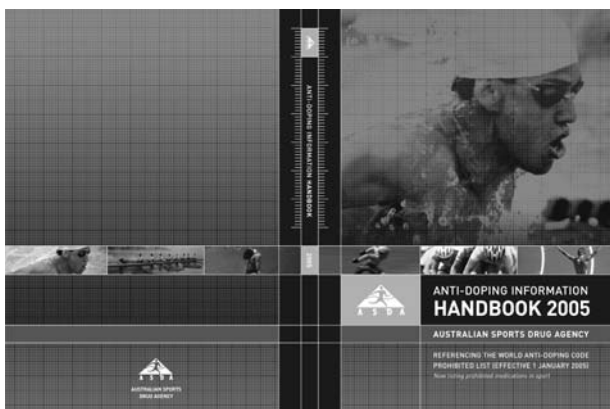 ASDA
AUSTRALIAN SPORTS
DRUG AGENCY
ANTI-DOPING INFORMATION HANDBOOK
2005
ASDA
ANTI-DOPING INFORMATION
HANDBOOK 2005
AUSTRALIAN SPORTS DRUG AGENCY
REFERENCING THE WORLD ANTI-DOPING CODE
PROHIBITED LIST (EFFECTIVE 1 JANUARY 2005)
Now listing prohibited medications in sport